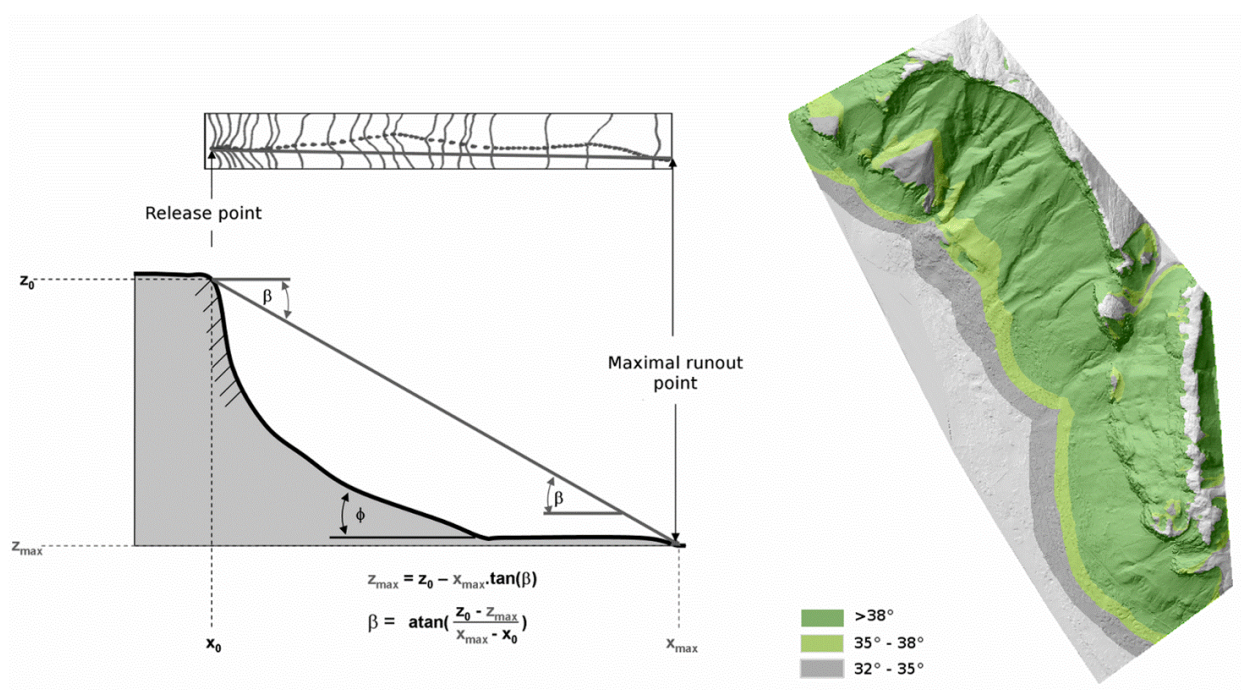 Release point
z₀
β
Maximal runout
point
β
ϕ
zmax
zmax = z₀ – xmax.tan(β)
β = atan( z₀ - zmax / xmax - x₀ )
x₀
xmax
>38°
35° - 38°
32° - 35°